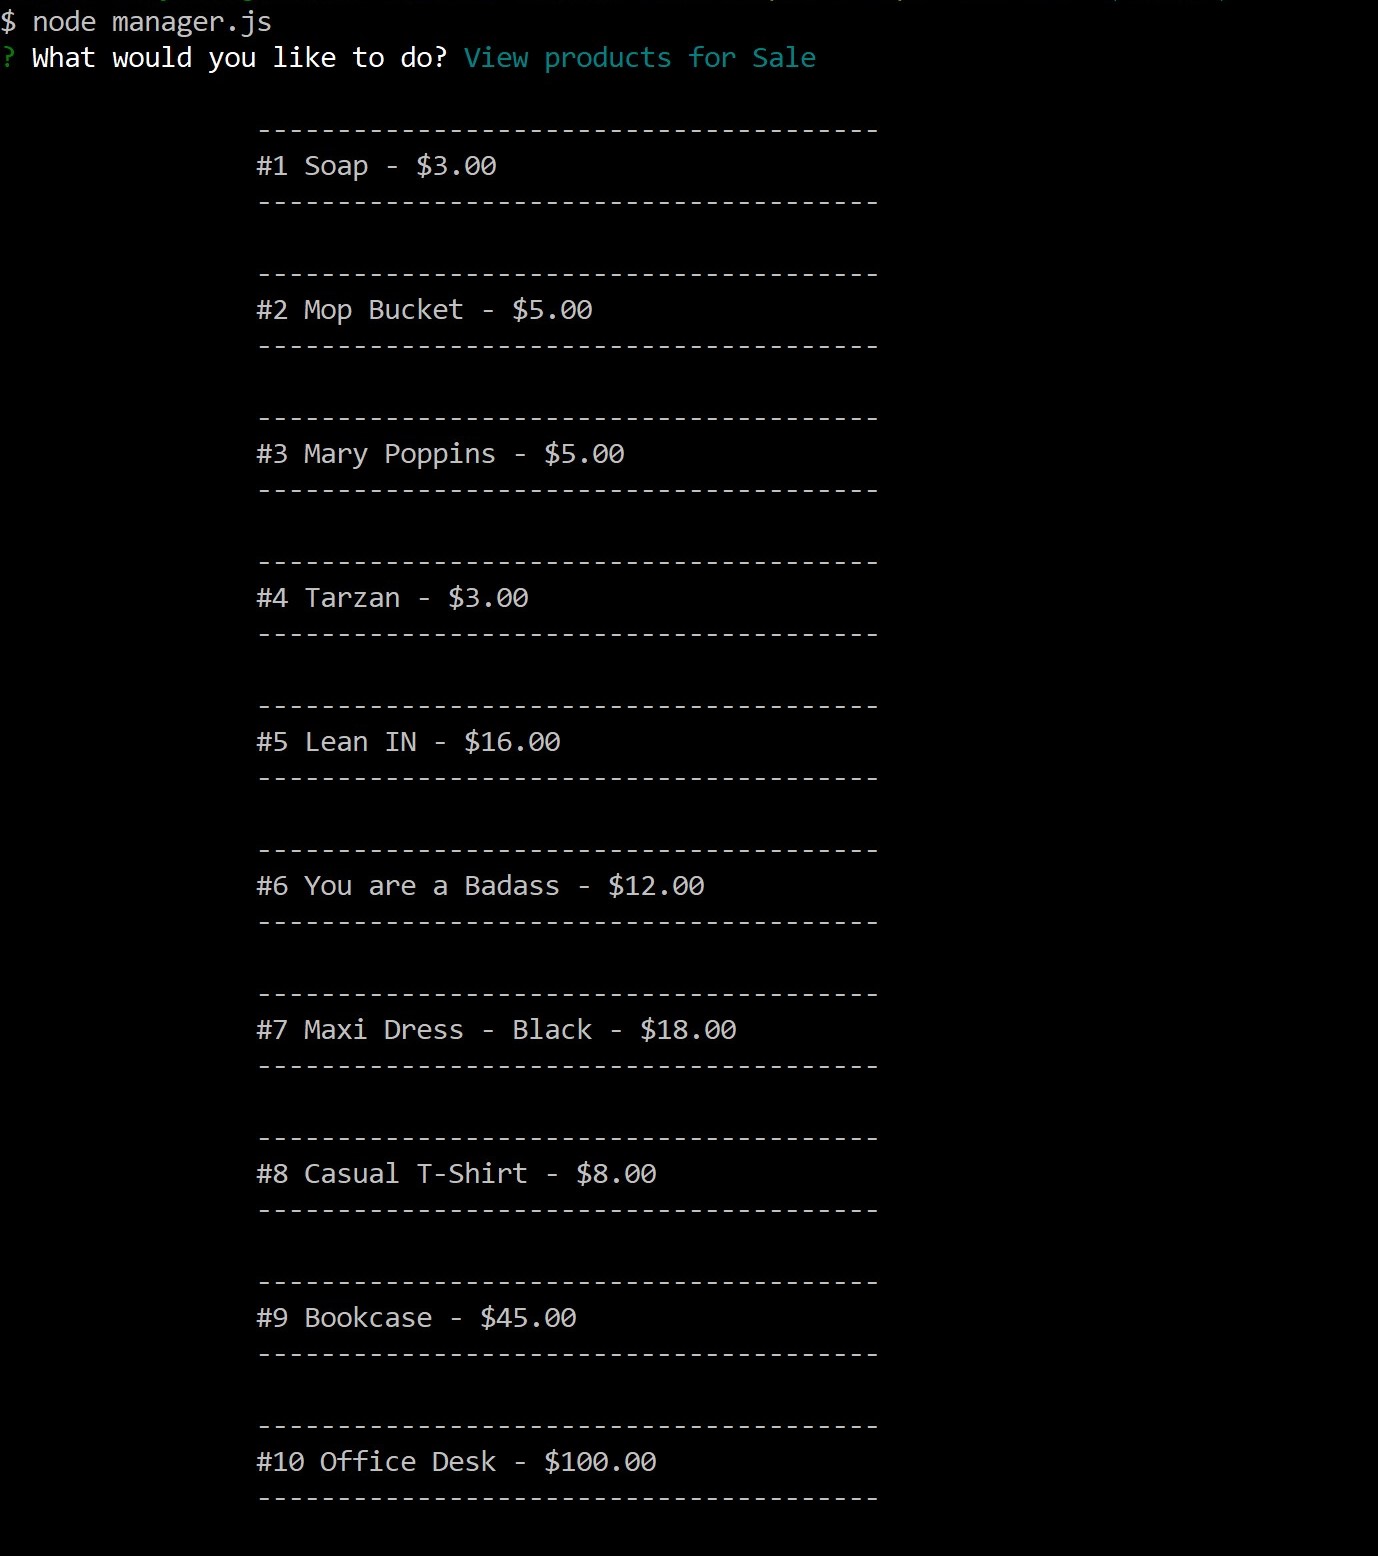 $ node manager.js
? What would you like to do? View products for Sale
---------------------------------------
#1 Soap - $3.00
---------------------------------------
---------------------------------------
#2 Mop Bucket - $5.00
---------------------------------------
---------------------------------------
#3 Mary Poppins - $5.00
---------------------------------------
---------------------------------------
#4 Tarzan - $3.00
---------------------------------------
---------------------------------------
#5 Lean IN - $16.00
---------------------------------------
---------------------------------------
#6 You are a Badass - $12.00
---------------------------------------
---------------------------------------
#7 Maxi Dress - Black - $18.00
---------------------------------------
---------------------------------------
#8 Casual T-Shirt - $8.00
---------------------------------------
---------------------------------------
#9 Bookcase - $45.00
---------------------------------------
---------------------------------------
#10 Office Desk - $100.00
---------------------------------------